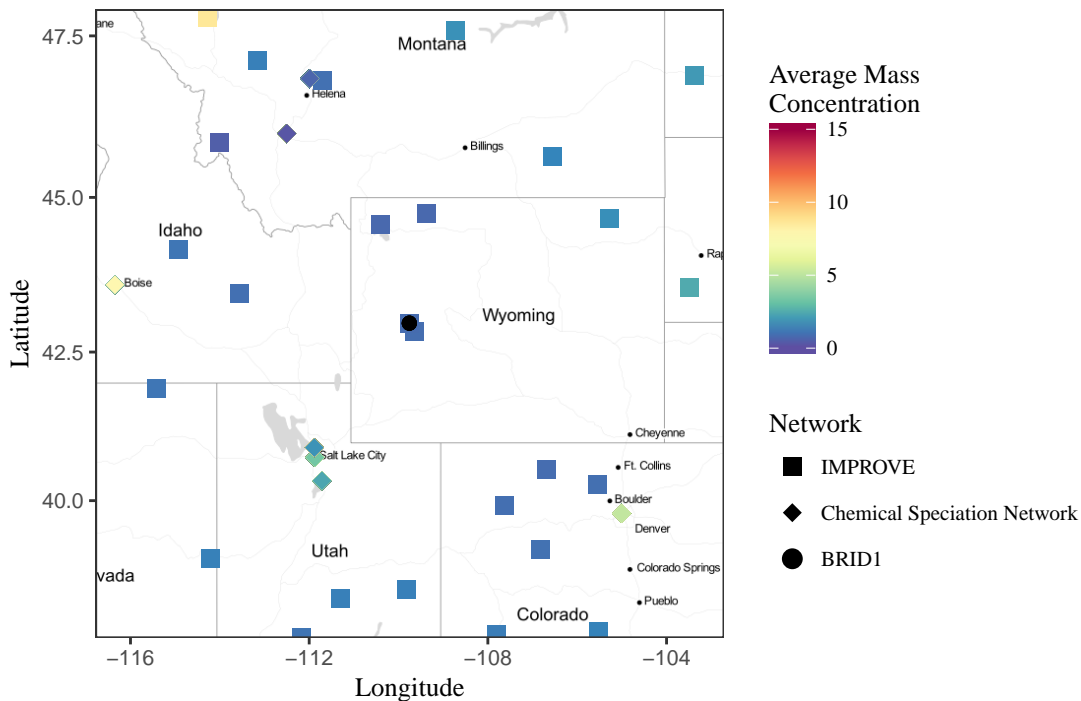 47.5
45.0
42.5
40.0
Latitude
−116
−112
−108
−104
Longitude
ane
Montana
Helena
Billings
Idaho
Boise
Rap
Wyoming
Cheyenne
Salt Lake City
Ft. Collins
Boulder
Denver
Utah
vada
Colorado Springs
Pueblo
Colorado
Average Mass
Concentration
15
10
5
0
Network
IMPROVE
Chemical Speciation Network
BRID1